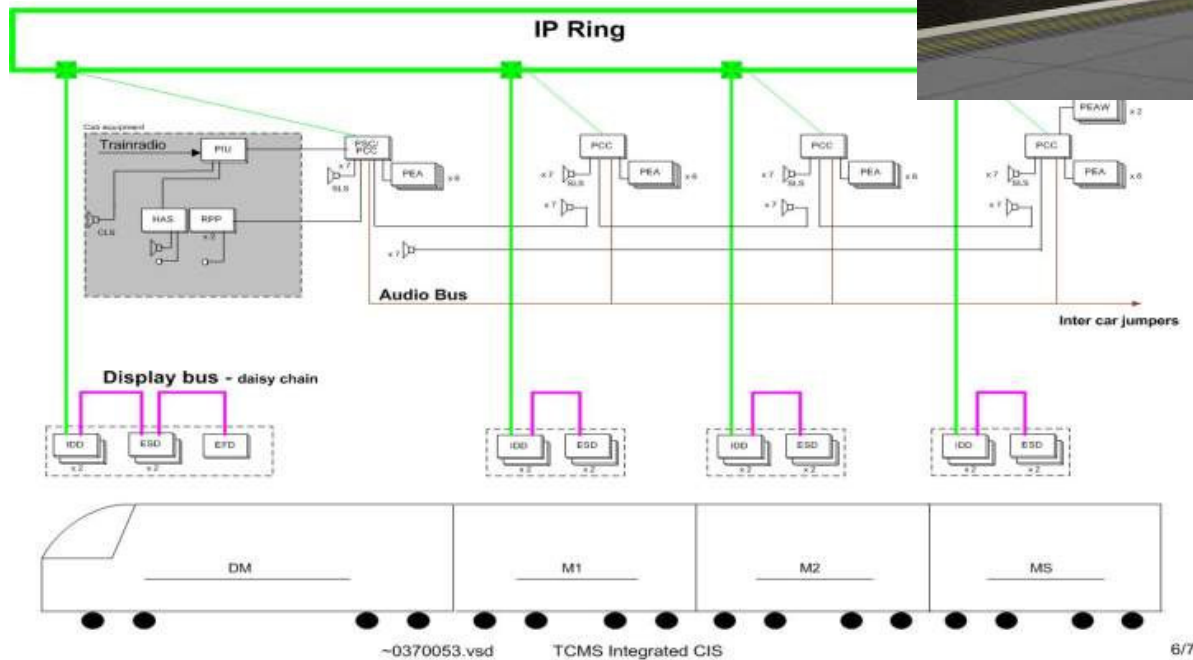 IP Ring
PEAW x 2
Cab equipment
Trainradio
PIU
PSC/
PCC
PCC
PCC
PCC
x 7
SLS
PEA
x 6
x 7
SLS
PEA
x 6
x 7
SLS
PEA
x 6
x 7
SLS
PEA
x 6
x 7
x 7
x 7
CLS
HAS
RPP
x 2
x 7
Audio Bus
Inter car jumpers
Display bus - daisy chain
IDD
ESD
EFD
IDD
ESD
IDD
ESD
IDD
ESD
x 2
x 2
x 2
x 2
x 2
x 2
x 2
x 2
DM
M1
M2
MS
~0370053.vsd
TCMS Integrated CIS
6/7